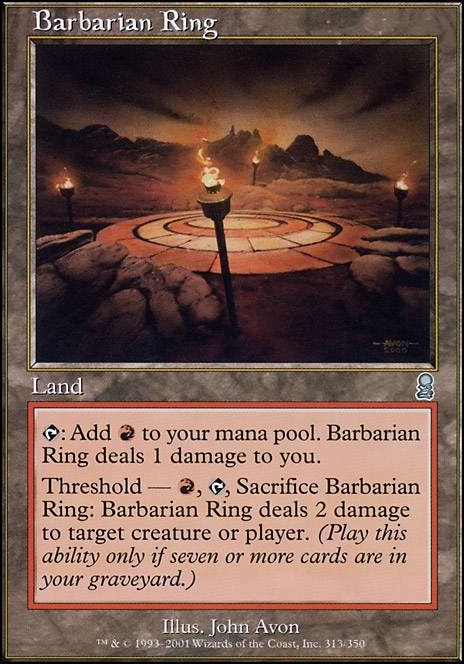 Barbarian Ring
~AVON~
2000
Land
: Add to your mana pool. Barbarian
Ring deals 1 damage to you.
Threshold — , , Sacrifice Barbarian
Ring: Barbarian Ring deals 2 damage
to target creature or player. (Play this
ability only if seven or more cards are in
your graveyard.)
Illus. John Avon
™ & © 1993–2001 Wizards of the Coast, Inc. 313/350